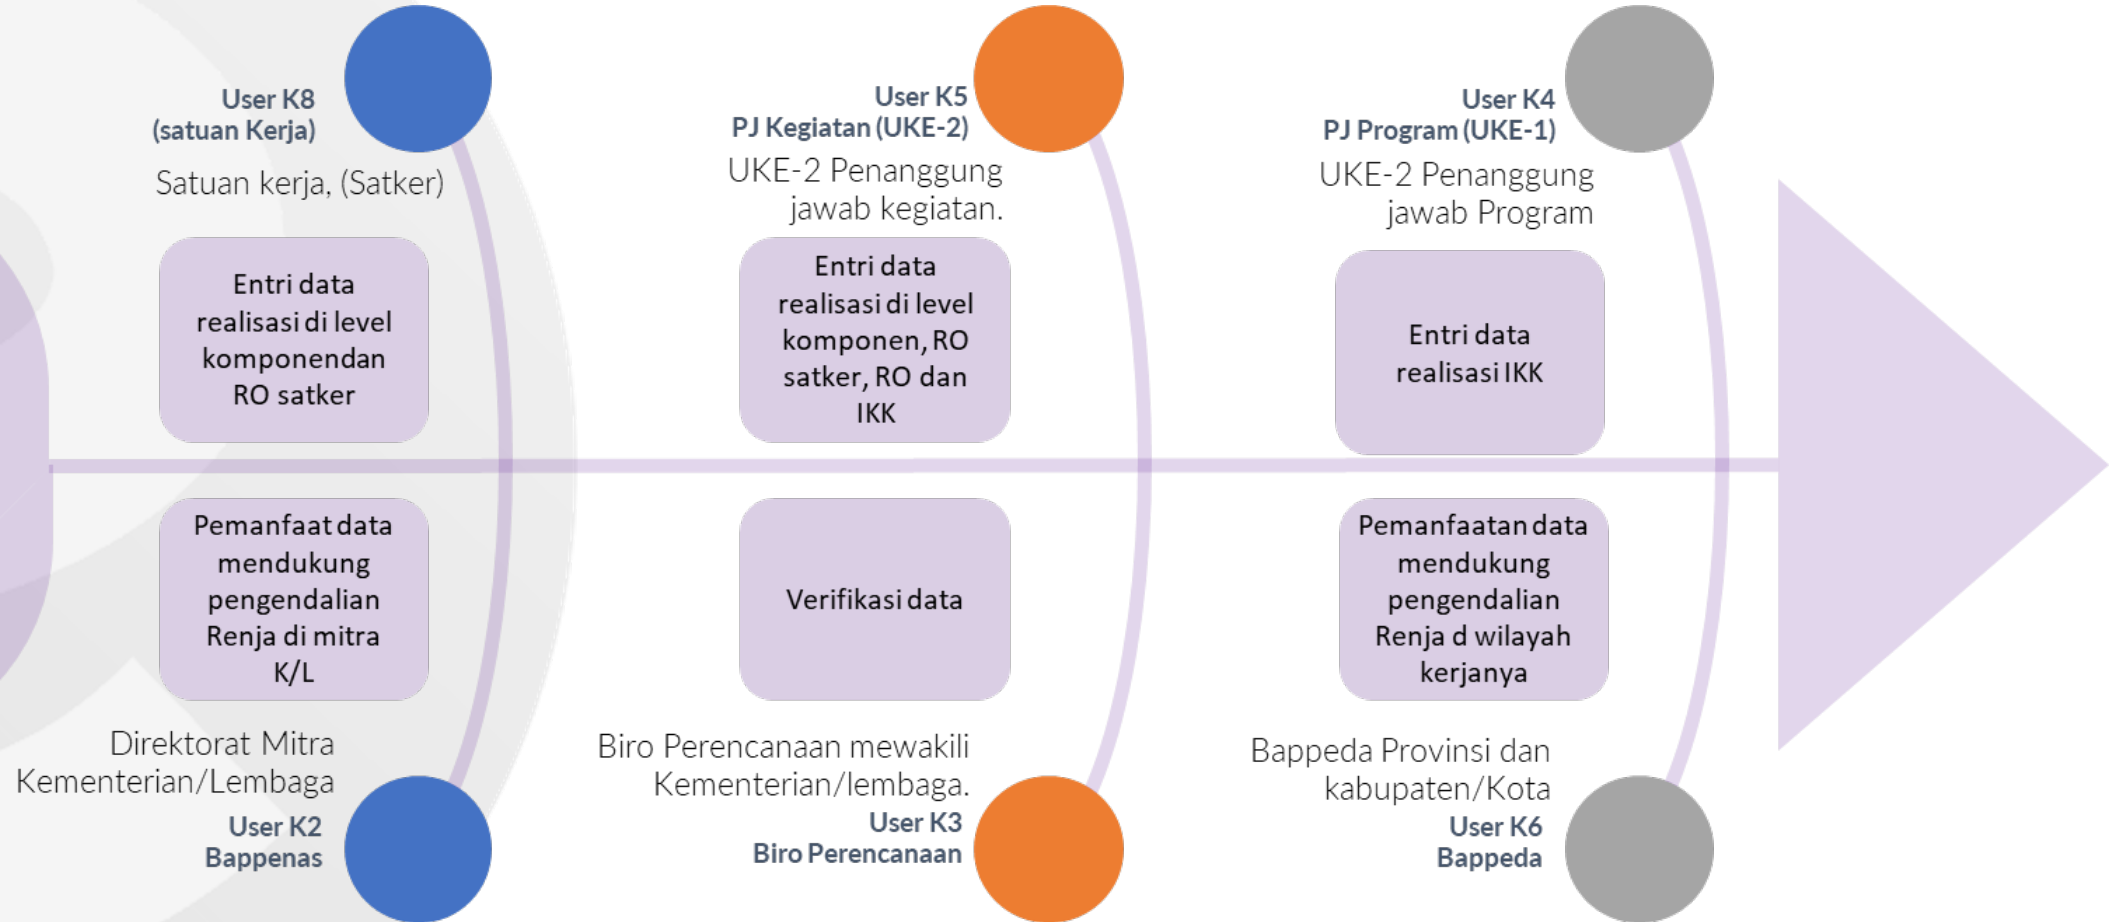 User K8
(satuan Kerja)
Satuan kerja, (Satker)
Entri data
realisasi di level
komponendan
RO satker
User K5
PJ Kegiatan (UKE-2)
UKE-2 Penanggung
jawab kegiatan.
Entri data
realisasi di level
komponen, RO
satker, RO dan
IKK
User K4
PJ Program (UKE-1)
UKE-2 Penanggung
jawab Program
Entri data
realisasi IKK
Pemanfaat data
mendukung
pengendalian
Renja di mitra
K/L
Direktorat Mitra
Kementerian/Lembaga
User K2
Bappenas
Verifikasi data
Biro Perencanaan mewakili
Kementerian/lembaga.
User K3
Biro Perencanaan
Pemanfaatan data
mendukung
pengendalian
Renja d wilayah
kerjanya
Bappeda Provinsi dan
kabupaten/Kota
User K6
Bappeda